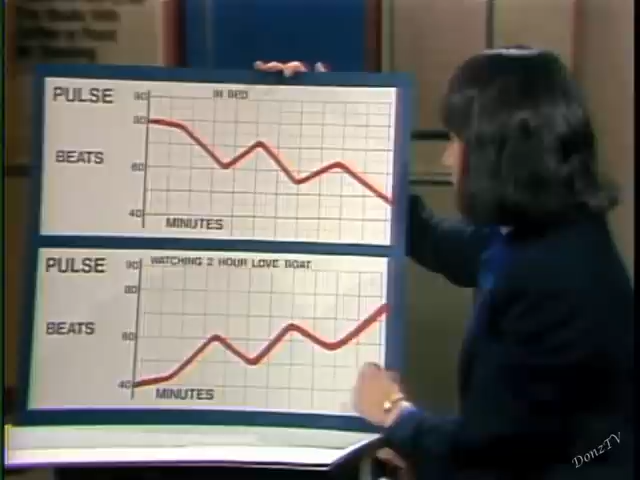 PULSE
90
IN BED
80
BEATS
60
40
MINUTES
PULSE
90
WATCHING 2 HOUR LOVE BOAT
80
BEATS
60
40
MINUTES
DonzTV